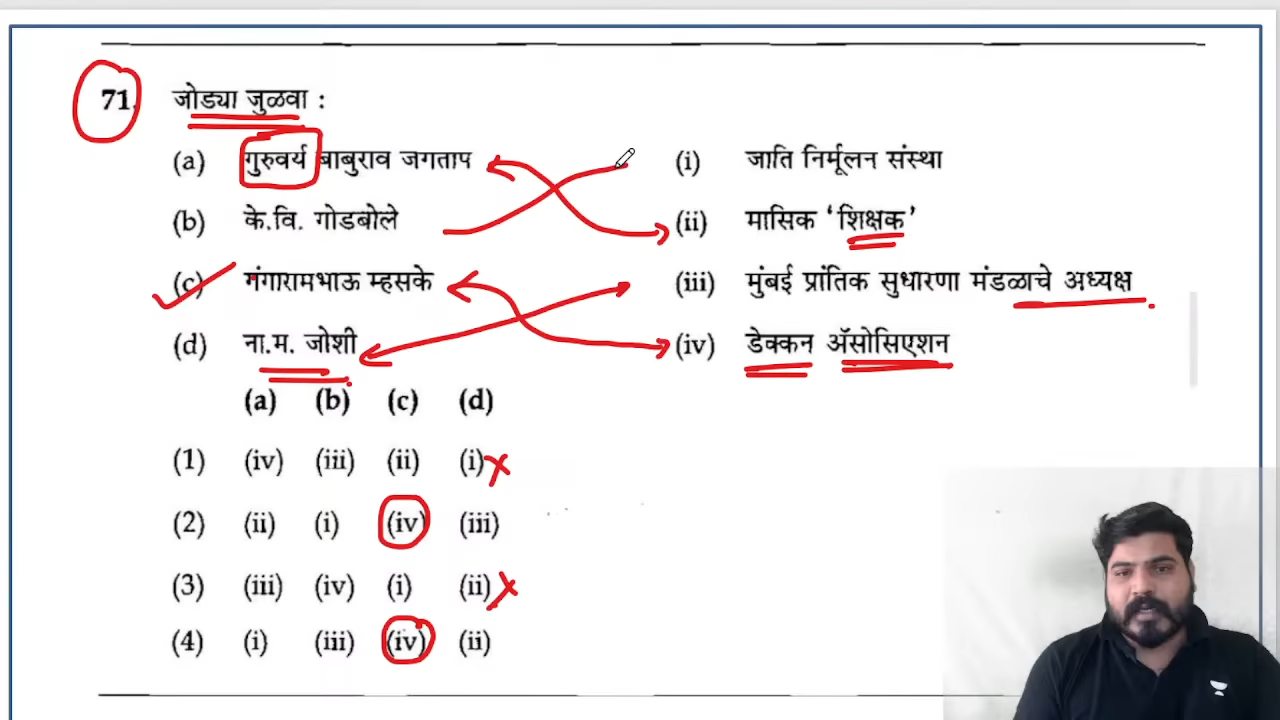 71. जोड्या जुळवा :
(a) गुरुवर्य बाबुराव जगताप (i) जाति निर्मूलन संस्था
(b) के.वि. गोडबोले (ii) मासिक ‘शिक्षक’
(c) गंगारामभाऊ म्हसके (iii) मुंबई प्रांतिक सुधारणा मंडळाचे अध्यक्ष
(d) ना.म. जोशी (iv) डेक्कन ॲसोसिएशन
(a) (b) (c) (d)
(1) (iv) (iii) (ii) (i)
(2) (ii) (i) (iv) (iii)
(3) (iii) (iv) (i) (ii)
(4) (i) (iii) (iv) (ii)